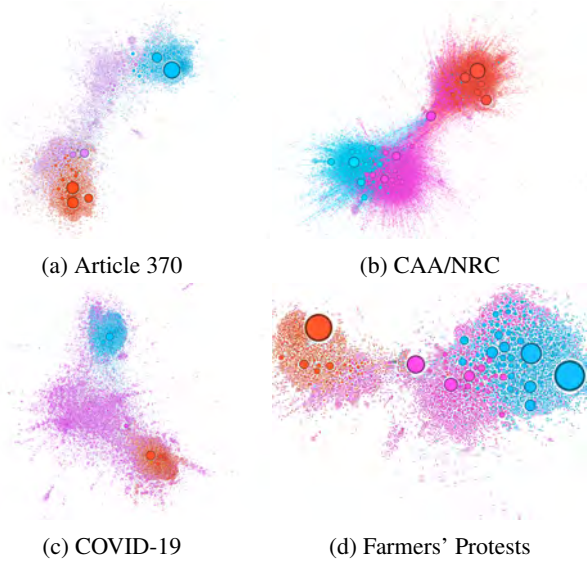 (a) Article 370
(b) CAA/NRC
(c) COVID-19
(d) Farmers' Protests